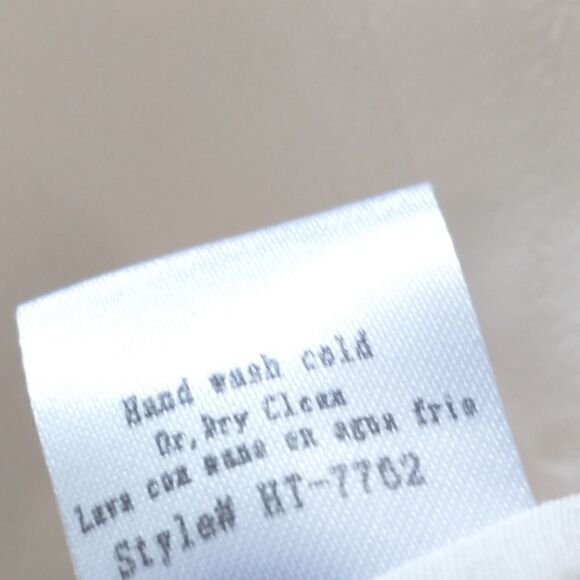 Hand wash cold
Or, Dry Clean
Lava con mano en agua fria
Style# HT-7762